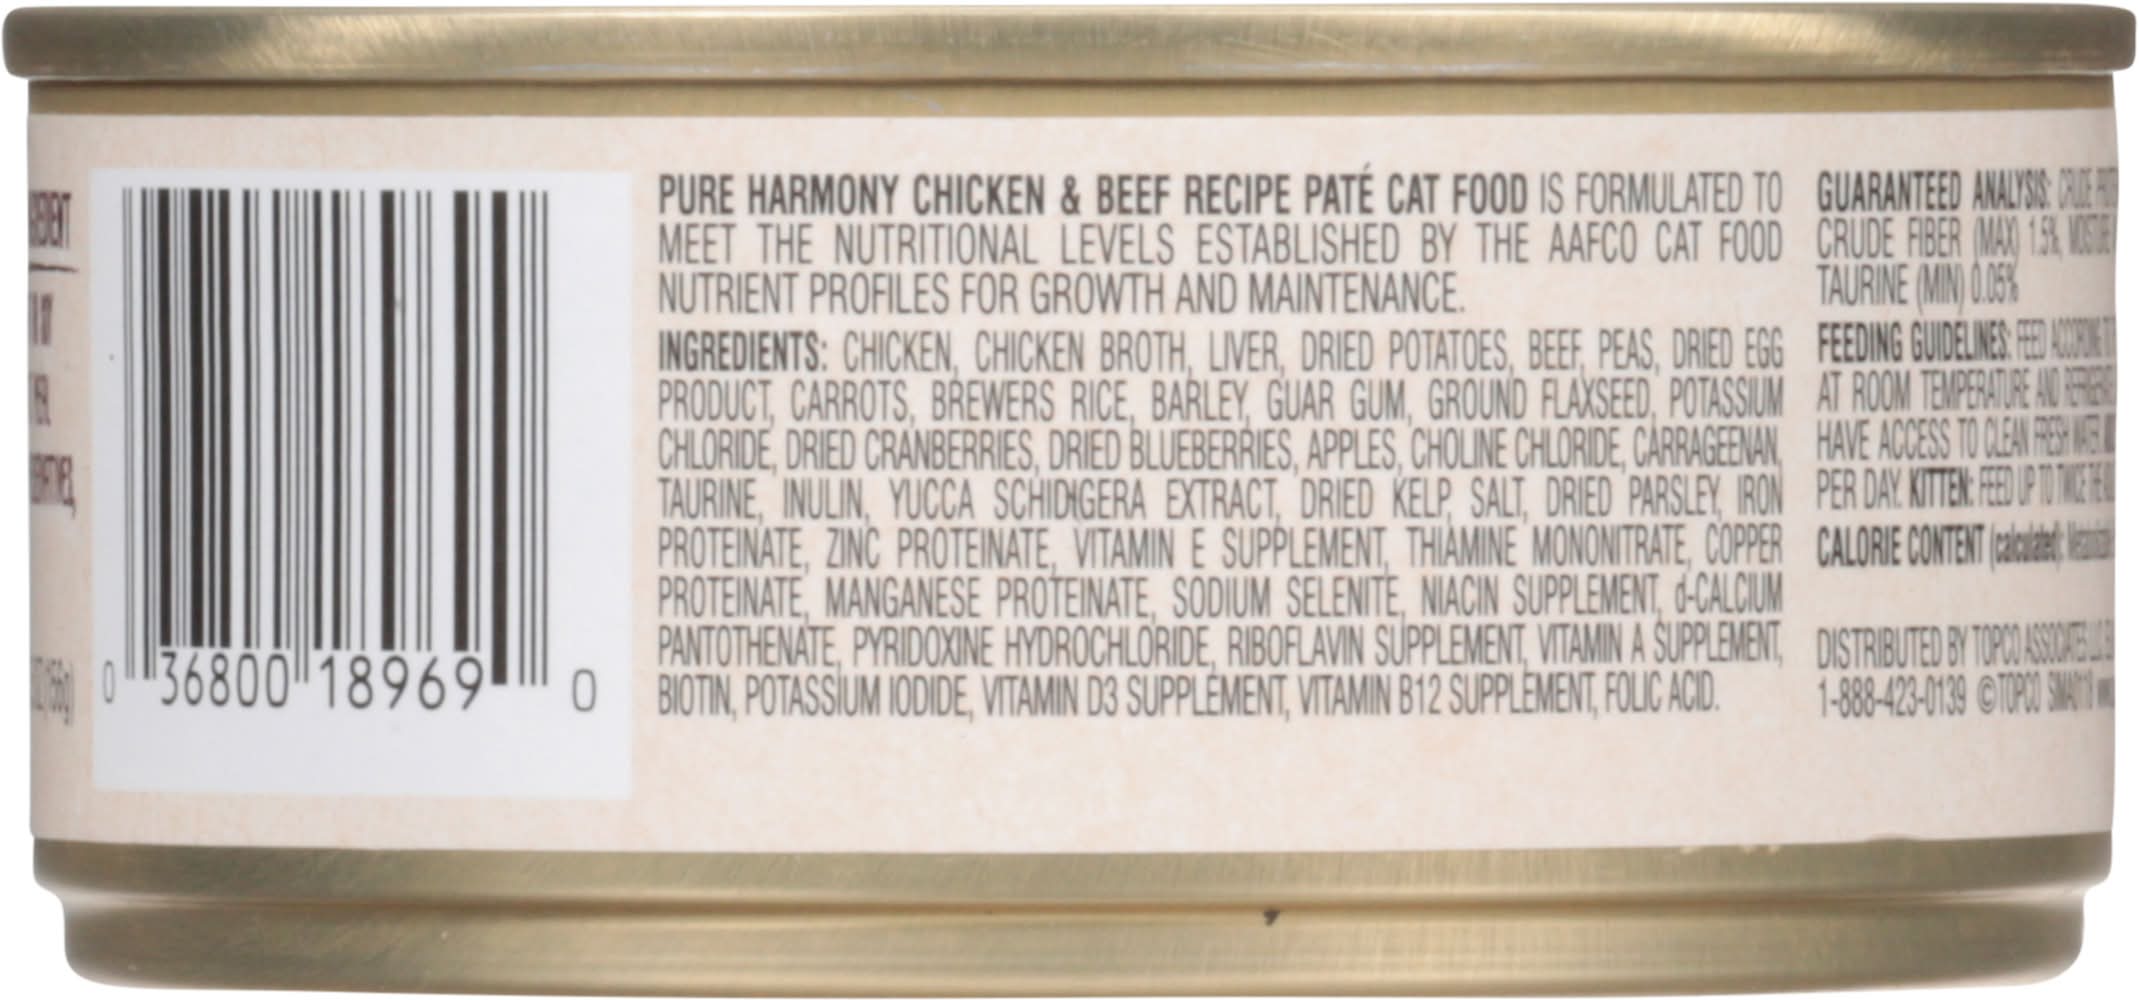 0 36800 18969 0
PURE HARMONY CHICKEN & BEEF RECIPE PATÉ CAT FOOD IS FORMULATED TO
MEET THE NUTRITIONAL LEVELS ESTABLISHED BY THE AAFCO CAT FOOD
NUTRIENT PROFILES FOR GROWTH AND MAINTENANCE.
INGREDIENTS: CHICKEN, CHICKEN BROTH, LIVER, DRIED POTATOES, BEEF, PEAS, DRIED EGG
PRODUCT, CARROTS, BREWERS RICE, BARLEY, GUAR GUM, GROUND FLAXSEED, POTASSIUM
CHLORIDE, DRIED CRANBERRIES, DRIED BLUEBERRIES, APPLES, CHOLINE CHLORIDE, CARRAGEENAN,
TAURINE, INULIN, YUCCA SCHIDIGERA EXTRACT, DRIED KELP, SALT, DRIED PARSLEY, IRON
PROTEINATE, ZINC PROTEINATE, VITAMIN E SUPPLEMENT, THIAMINE MONONITRATE, COPPER
PROTEINATE, MANGANESE PROTEINATE, SODIUM SELENITE, NIACIN SUPPLEMENT, d-CALCIUM
PANTOTHENATE, PYRIDOXINE HYDROCHLORIDE, RIBOFLAVIN SUPPLEMENT, VITAMIN A SUPPLEMENT,
BIOTIN, POTASSIUM IODIDE, VITAMIN D3 SUPPLEMENT, VITAMIN B12 SUPPLEMENT, FOLIC ACID.
GUARANTEED ANALYSIS: CRUDE
CRUDE FIBER (MAX) 1.5%,
TAURINE (MIN) 0.05%
FEEDING GUIDELINES: FEED ACCORDING
AT ROOM TEMPERATURE AND
HAVE ACCESS TO CLEAN FRESH WATER.
PER DAY. KITTEN: FEED UP TO TWICE THE
CALORIE CONTENT (calculated):
DISTRIBUTED BY TOPCO ASSOCIATES
1-888-423-0139 ©TOPCO